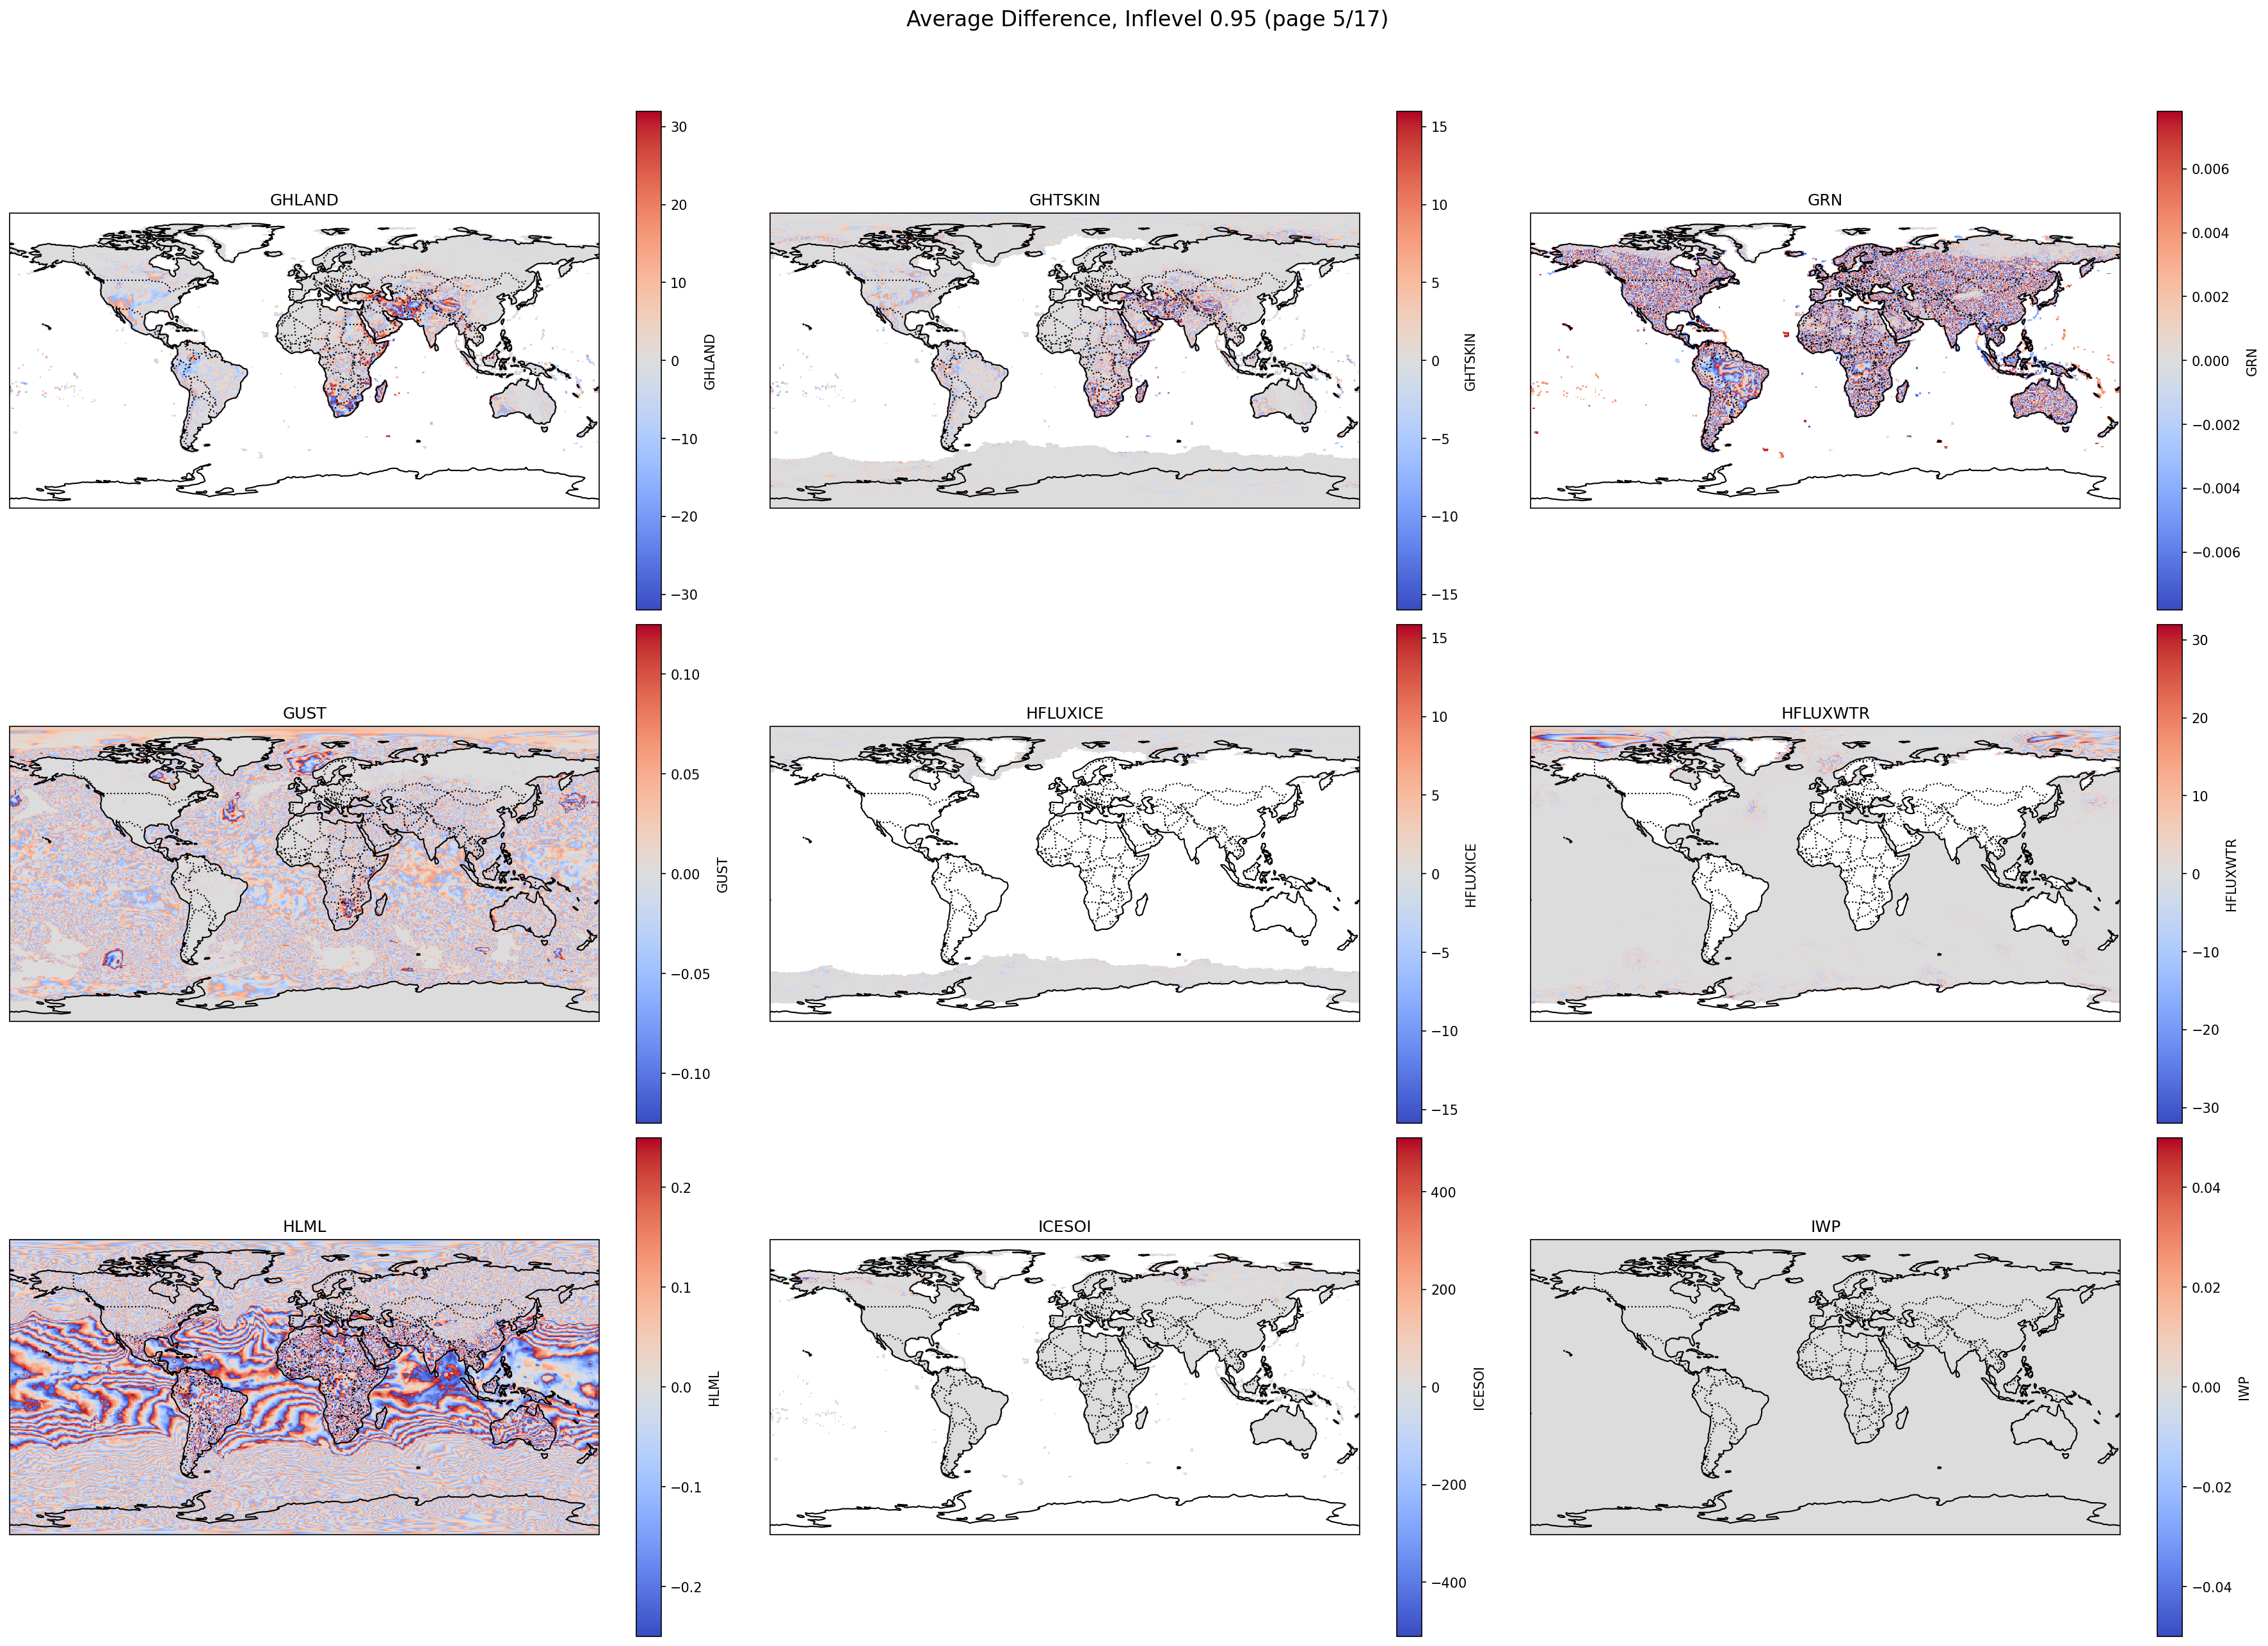 Average Difference, Inflevel 0.95 (page 5/17)
GHLAND
30
20
10
0
−10
−20
−30
GHLAND
GHTSKIN
15
10
5
0
−5
−10
−15
GHTSKIN
GRN
0.006
0.004
0.002
0.000
−0.002
−0.004
−0.006
GRN
GUST
0.10
0.05
0.00
−0.05
−0.10
GUST
HFLUXICE
15
10
5
0
−5
−10
−15
HFLUXICE
HFLUXWTR
30
20
10
0
−10
−20
−30
HFLUXWTR
HLML
0.2
0.1
0.0
−0.1
−0.2
HLML
ICESOI
400
200
0
−200
−400
ICESOI
IWP
0.04
0.02
0.00
−0.02
−0.04
IWP